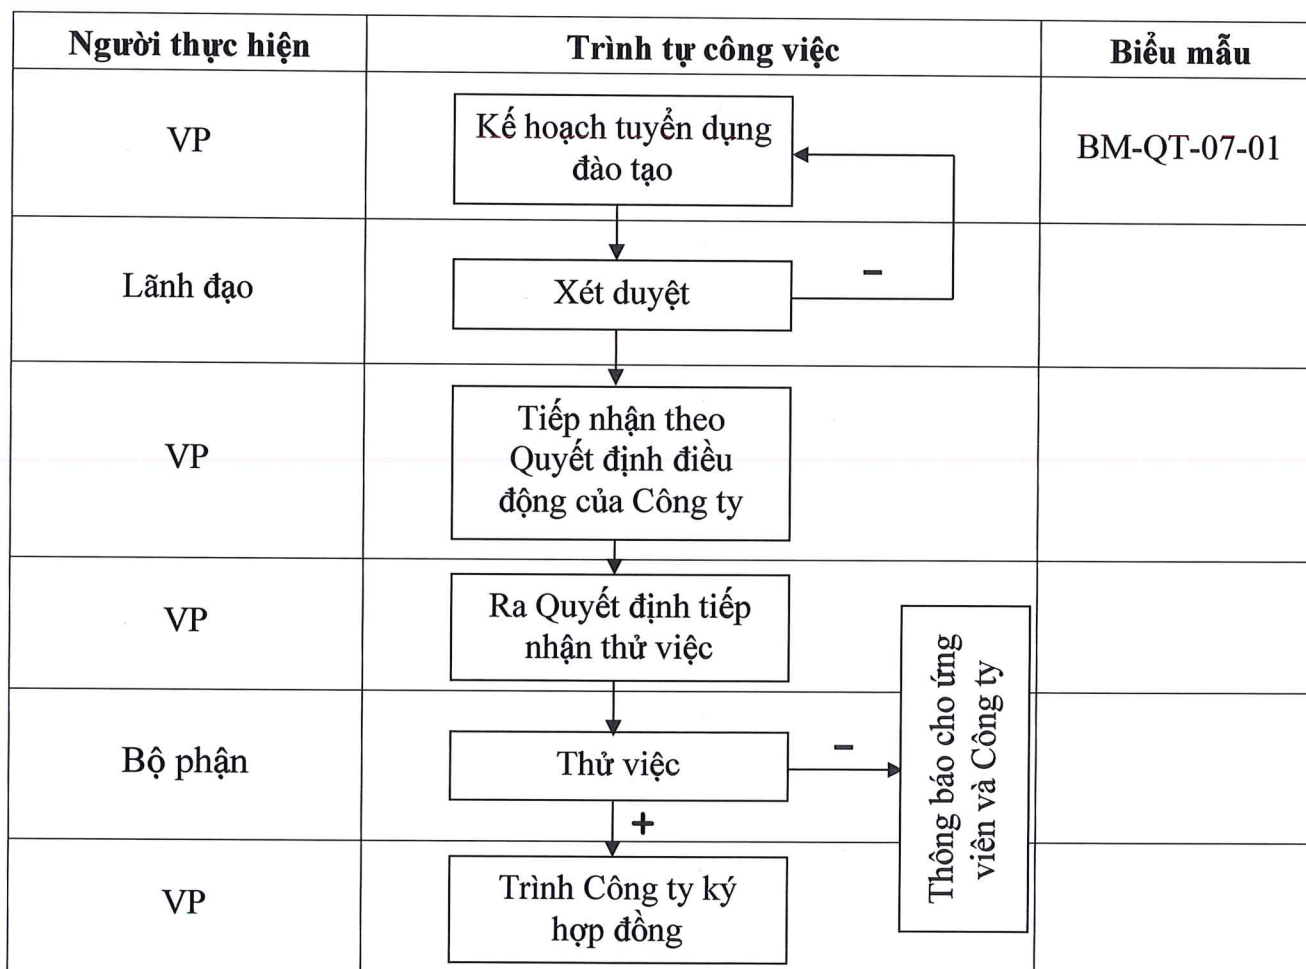 Người thực hiện
Trình tự công việc
Biểu mẫu
VP
Kế hoạch tuyển dụng
đào tạo
BM-QT-07-01
Lãnh đạo
Xét duyệt
–
VP
Tiếp nhận theo
Quyết định điều
động của Công ty
VP
Ra Quyết định tiếp
nhận thử việc
Bộ phận
Thử việc
–
+
Thông báo cho ứng
viên và Công ty
VP
Trình Công ty ký
hợp đồng